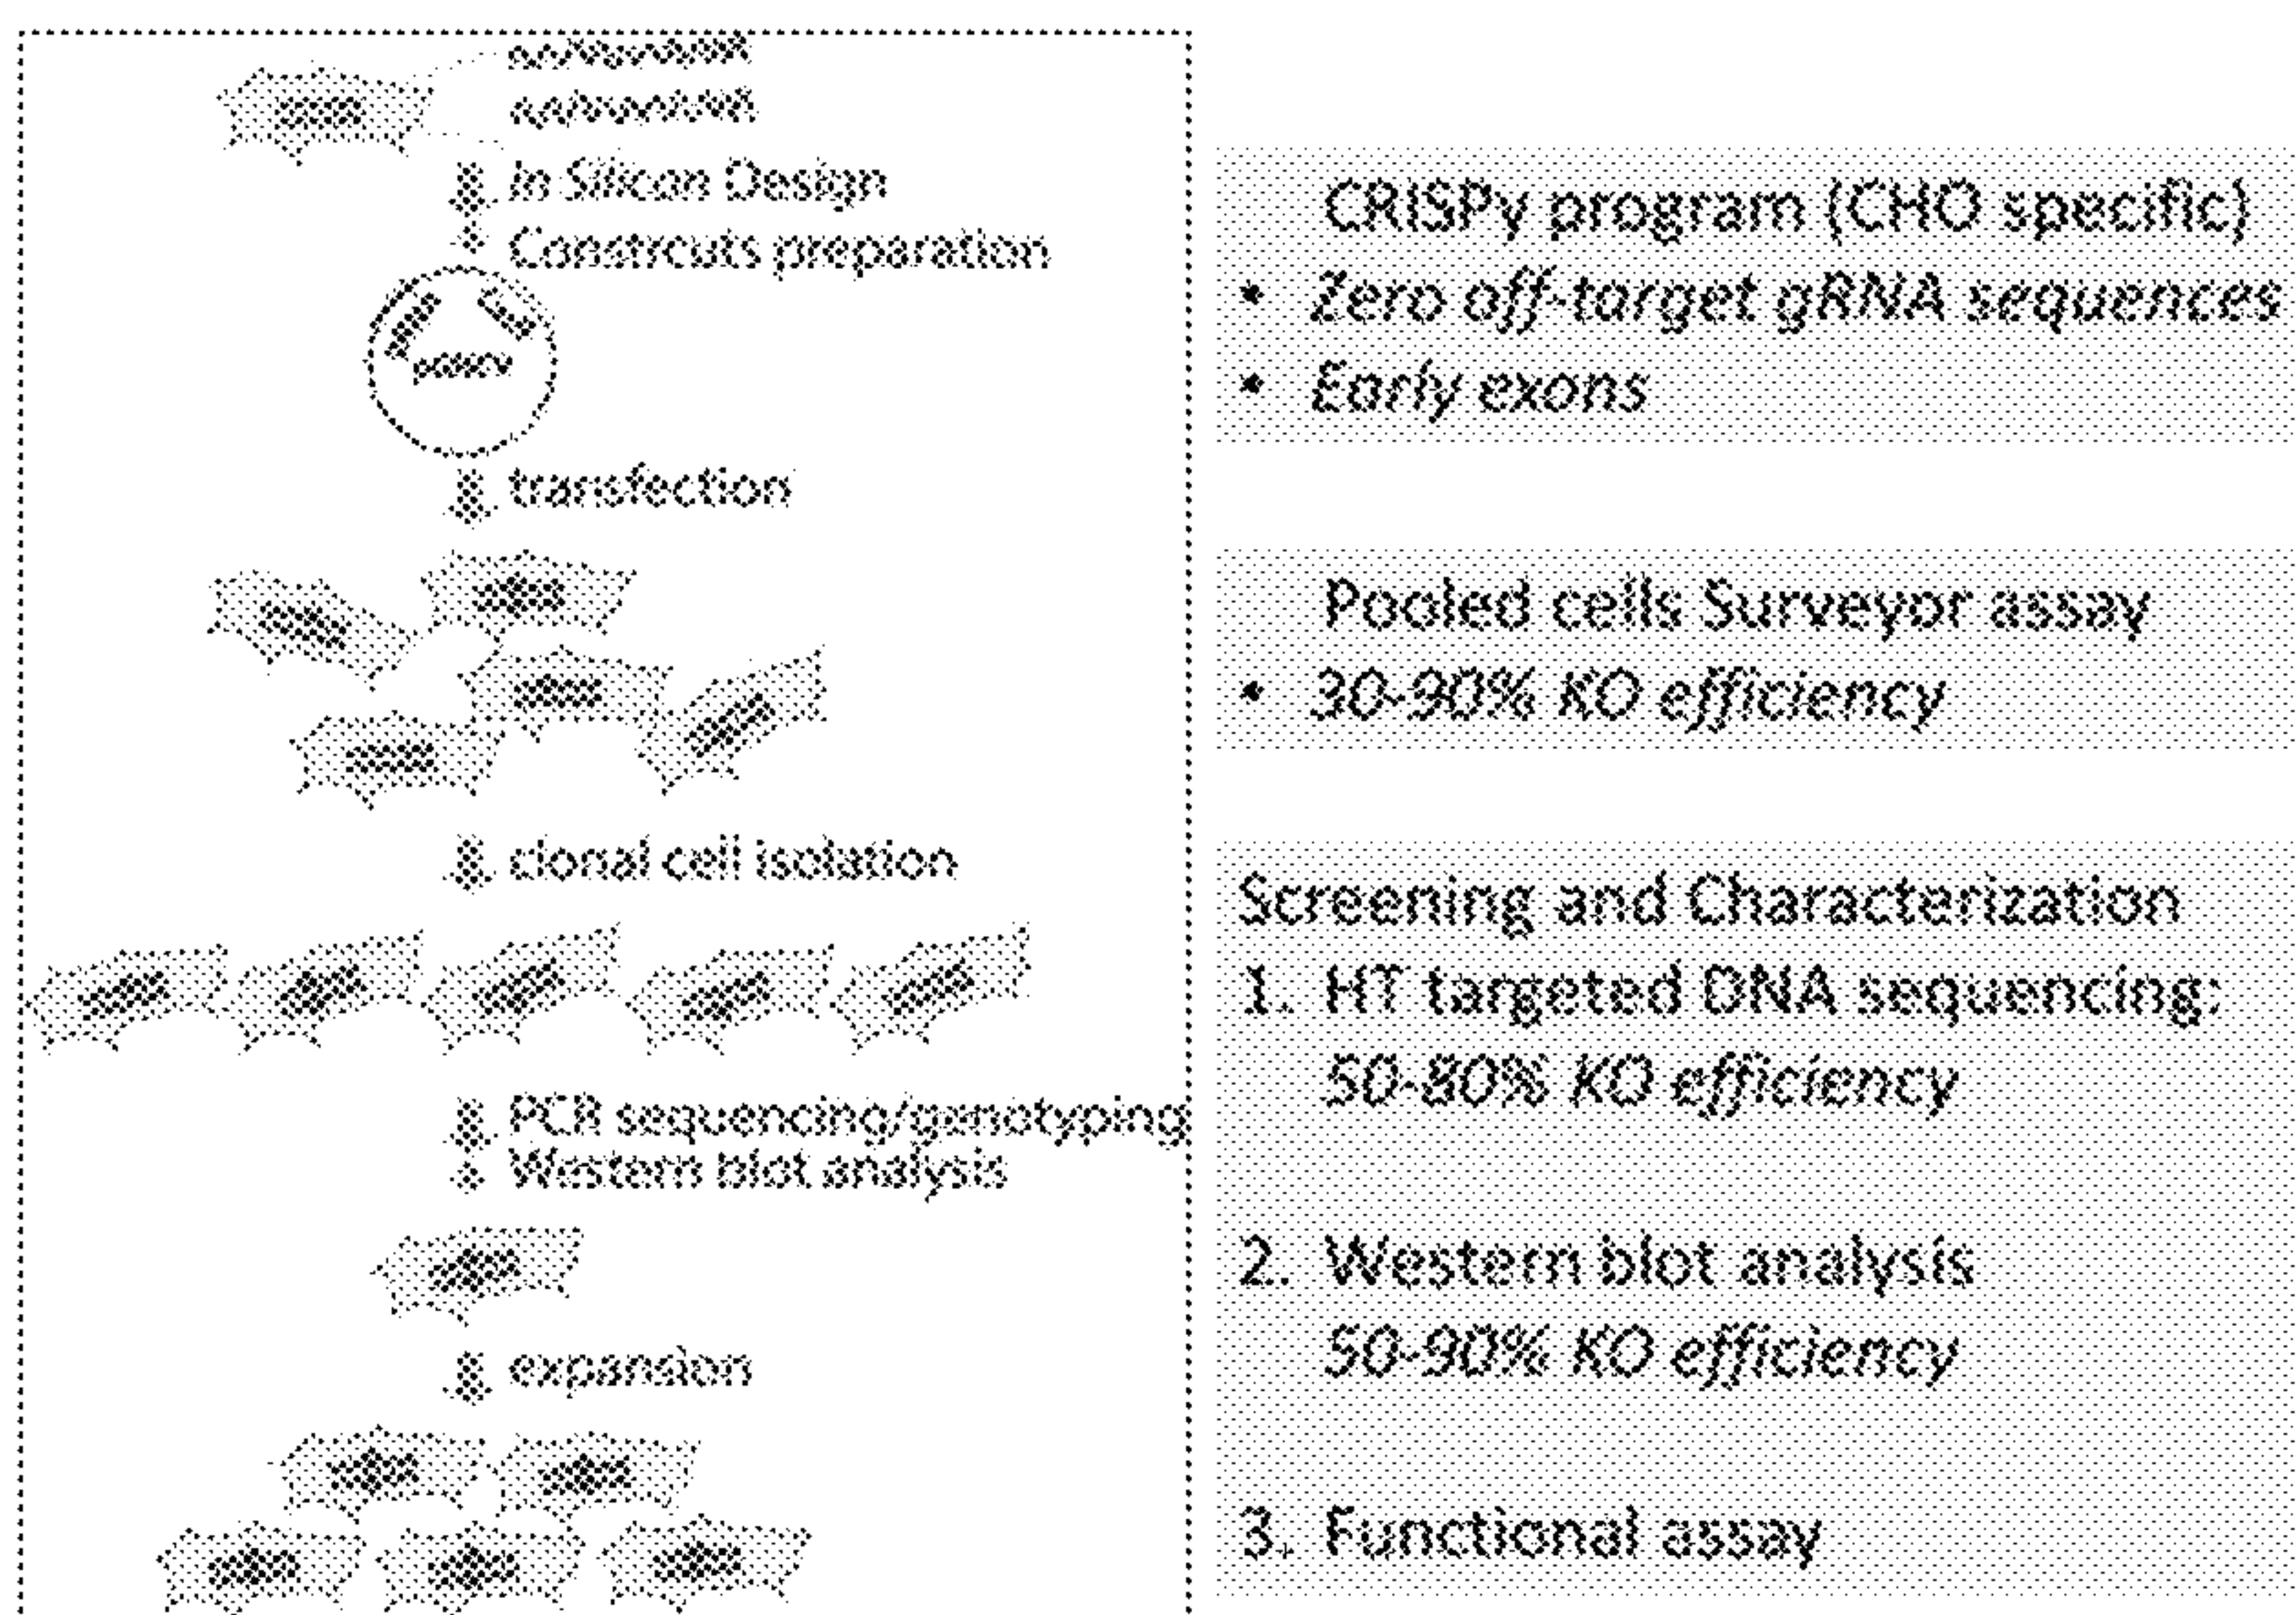 In Silican Design
Constrcuts preparation
transfection
clonal cell isolation
PCR sequencing/genotyping
Western blot analysis
expansion
CRISPy program (CHO specific)
• Zero off-target gRNA sequences
• Early exons
Pooled cells Surveyor assay
• 30-90% KO efficiency
Screening and Characterization
1. HT targeted DNA sequencing:
50-80% KO efficiency
2. Western blot analysis
50-90% KO efficiency
3. Functional assay